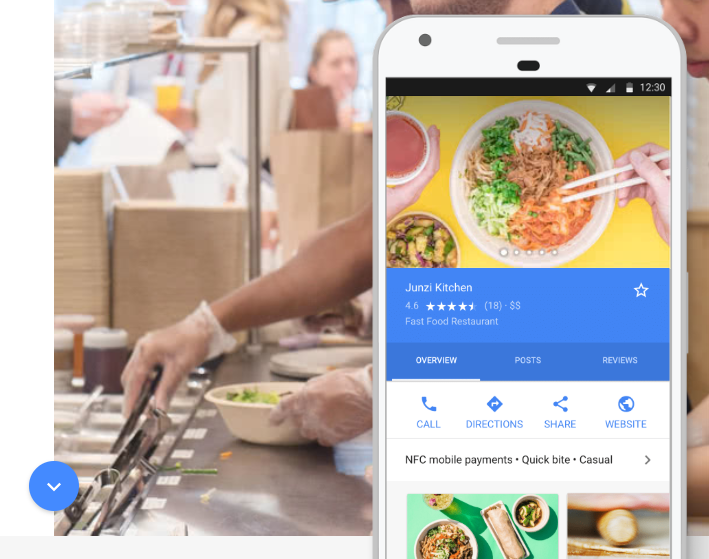 12:30
Junzi Kitchen
4.6 ★★★★⯨ (18) · $$
Fast Food Restaurant
OVERVIEW POSTS REVIEWS
CALL DIRECTIONS SHARE WEBSITE
NFC mobile payments • Quick bite • Casual